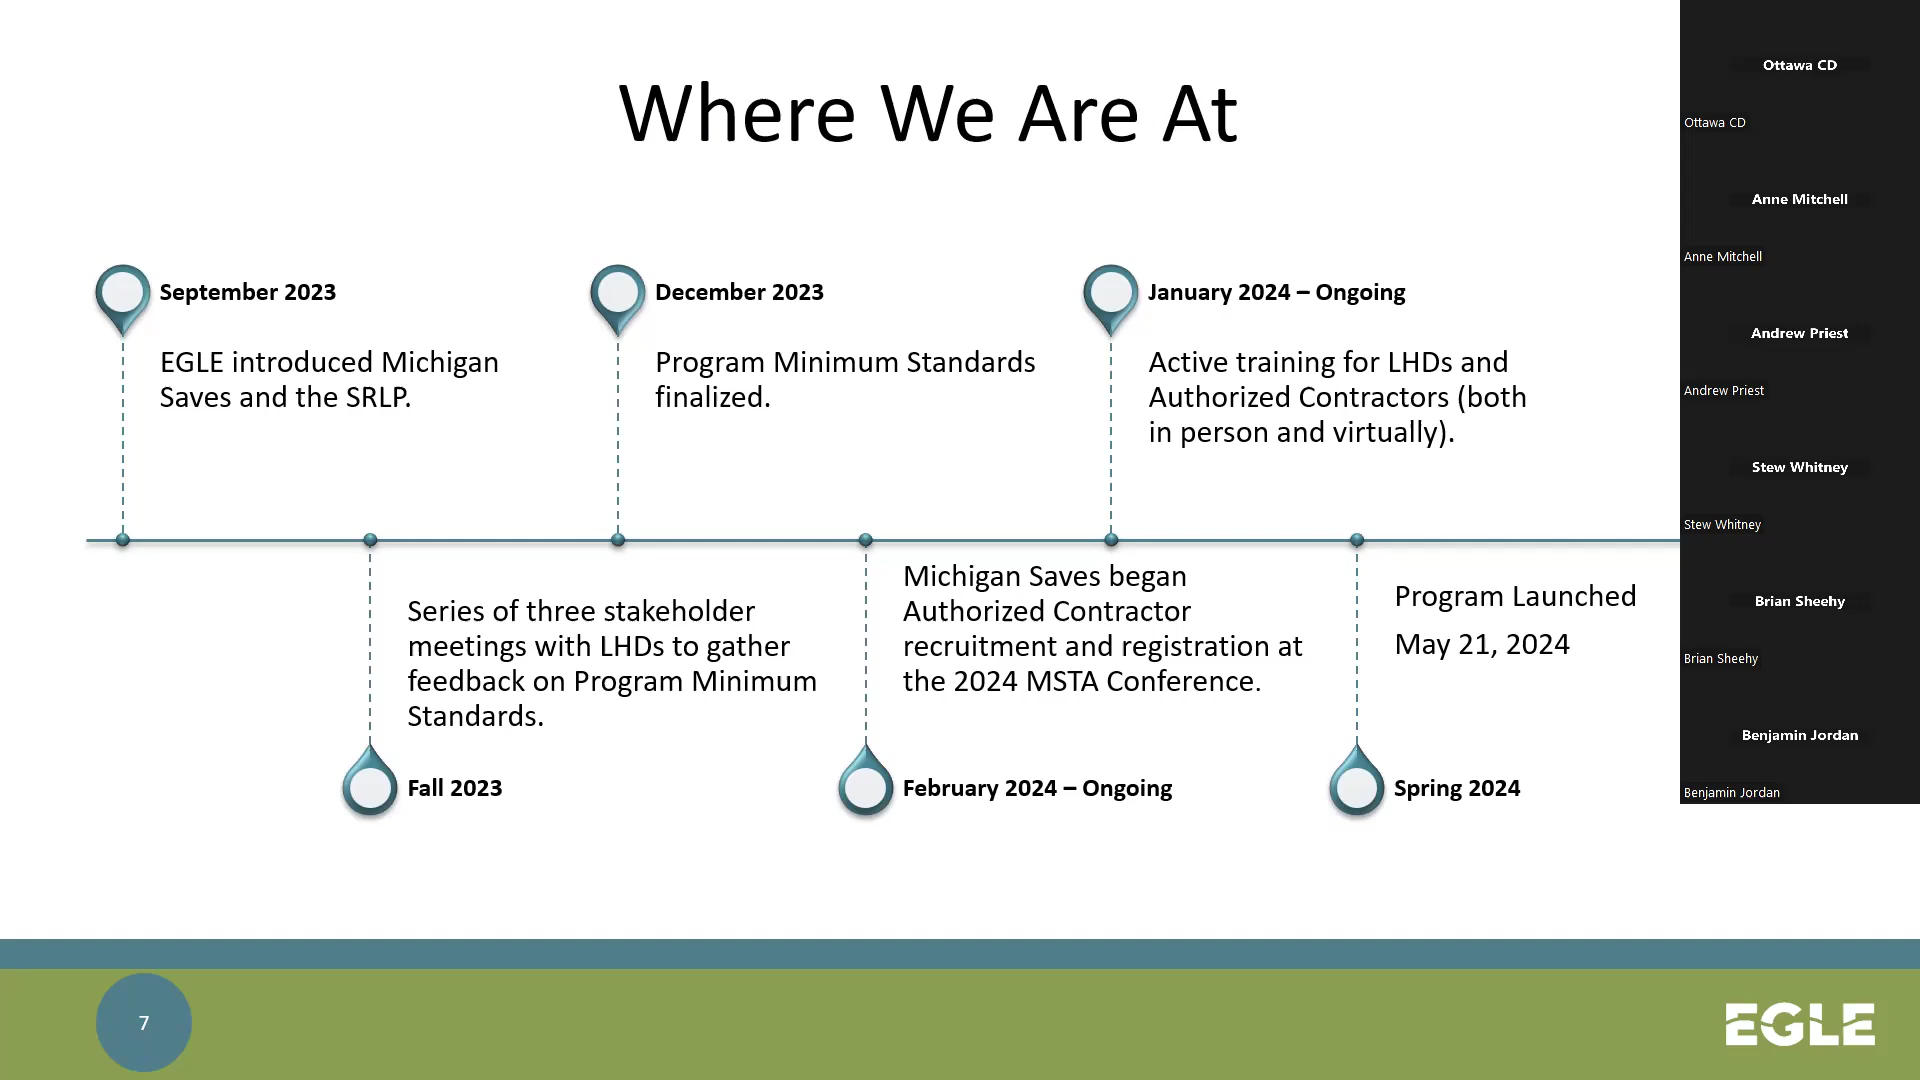 Where We Are At
September 2023
EGLE introduced Michigan
Saves and the SRLP.
December 2023
Program Minimum Standards
finalized.
January 2024 – Ongoing
Active training for LHDs and
Authorized Contractors (both
in person and virtually).
Series of three stakeholder
meetings with LHDs to gather
feedback on Program Minimum
Standards.
Fall 2023
Michigan Saves began
Authorized Contractor
recruitment and registration at
the 2024 MSTA Conference.
February 2024 – Ongoing
Program Launched
May 21, 2024
Spring 2024
7
EGLE
Ottawa CD
Ottawa CD
Anne Mitchell
Anne Mitchell
Andrew Priest
Andrew Priest
Stew Whitney
Stew Whitney
Brian Sheehy
Brian Sheehy
Benjamin Jordan
Benjamin Jordan